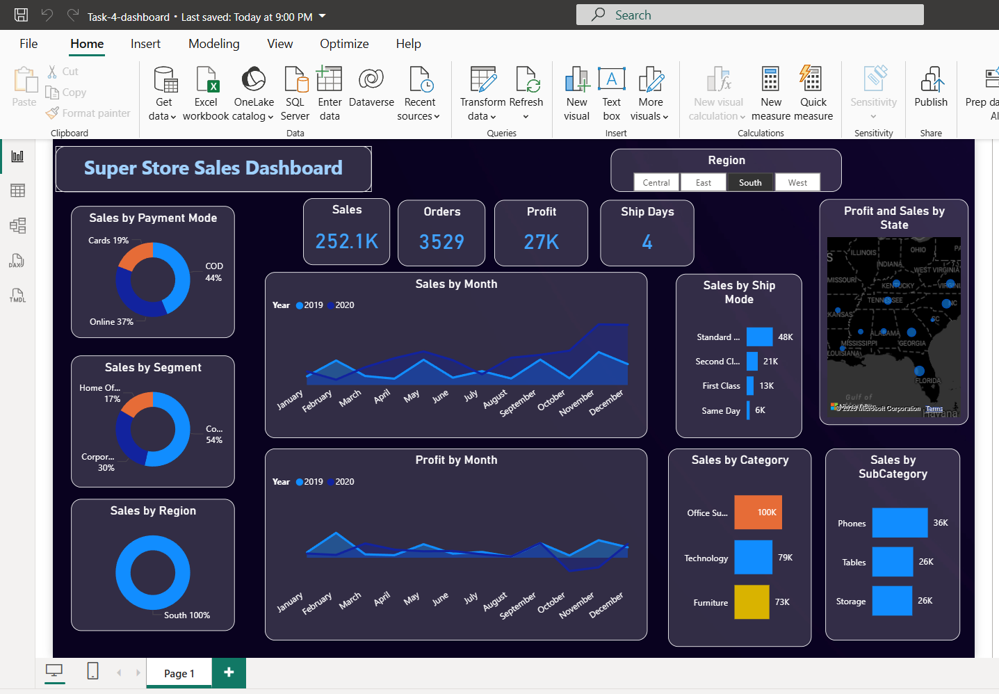 Task-4-dashboard • Last saved: Today at 9:00 PM
Search
File Home Insert Modeling View Optimize Help
Paste
Cut
Copy
Format painter
Clipboard
Get data
Excel workbook
OneLake catalog
SQL Server
Enter data
Dataverse
Recent sources
Data
Transform data
Refresh
Queries
New visual
Text box
More visuals
Insert
New visual calculation
New measure
Quick measure
Calculations
Sensitivity
Sensitivity
Publish
Share
DAX
TMDL
Super Store Sales Dashboard
Region
Central East South West
Sales by Payment Mode
Cards 19%
COD
44%
Online 37%
Sales
252.1K
Orders
3529
Profit
27K
Ship Days
4
Profit and Sales by
State
ILLINOIS
OHIO
PA
INDIANA
WEST VIRGINIA
MISSOURI
KENTUCKY
VIRGINI
TENNESSEE
NC
KANSAS
SC
ALABAMA
MISSISSIPPI
GEORGIA
LOUISIANA
FLORIDA
Gulf of
Microsoft Corporation Terms
Havana
Sales by Month
Year 2019 2020
January February March April May June July August September October November December
Sales by Ship
Mode
Standard ... 48K
Second Cl... 21K
First Class 13K
Same Day 6K
Sales by Segment
Home Of...
17%
Co...
54%
Corpor...
30%
Profit by Month
Year 2019 2020
January February March April May June July August September October November December
Sales by Category
Office Su... 100K
Technology 79K
Furniture 73K
Sales by
SubCategory
Phones 36K
Tables 26K
Storage 26K
Sales by Region
South 100%
Page 1